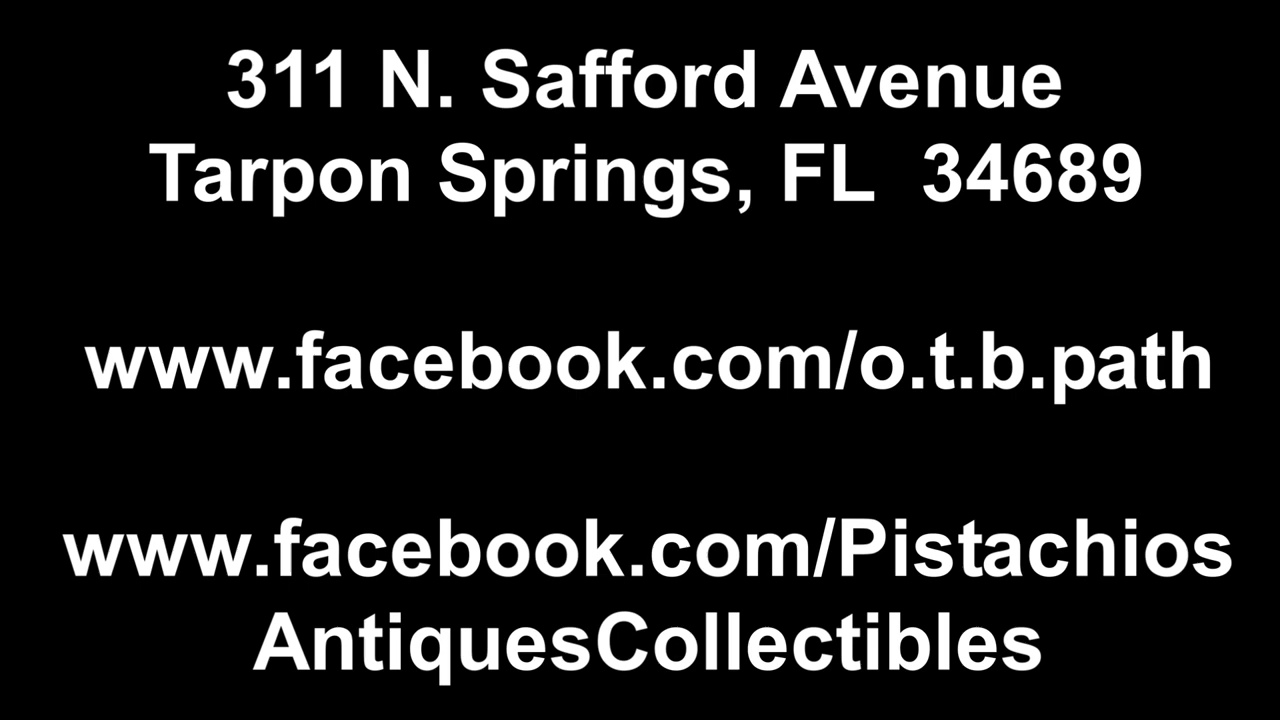 311 N. Safford Avenue
Tarpon Springs, FL  34689
www.facebook.com/o.t.b.path
www.facebook.com/Pistachios
AntiquesCollectibles